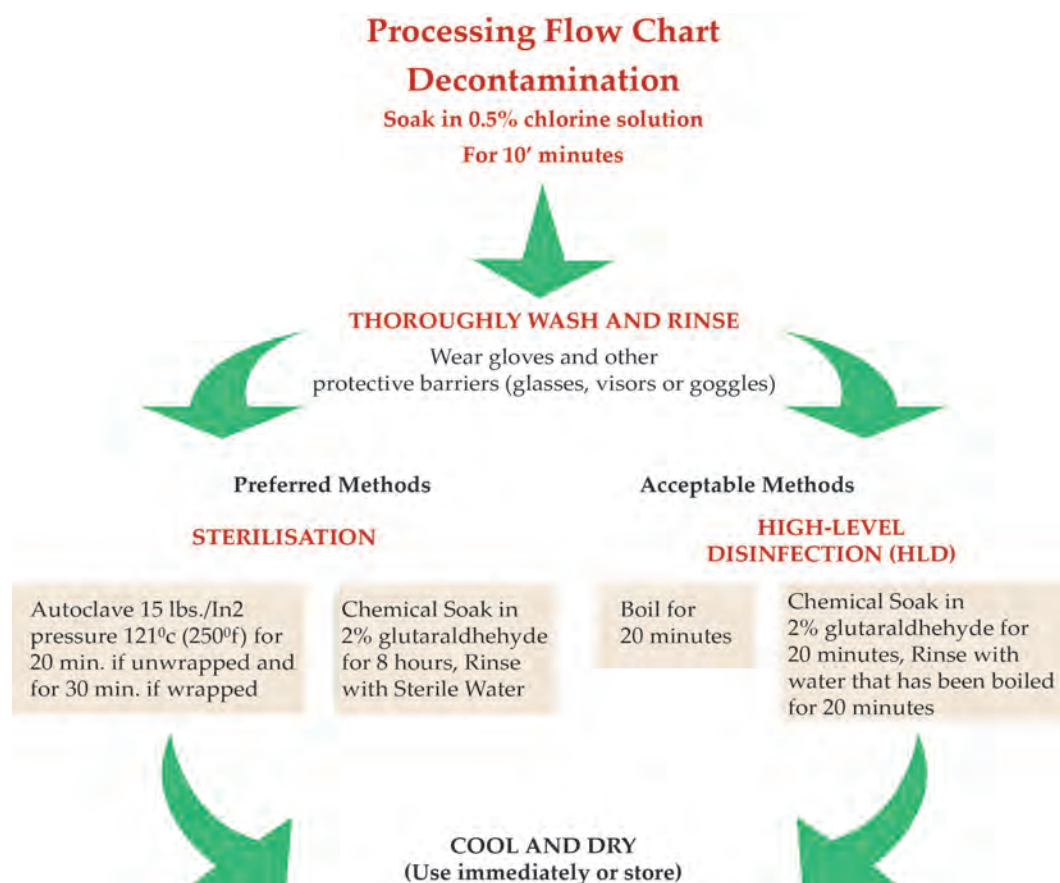 Processing Flow Chart
Decontamination
Soak in 0.5% chlorine solution
For 10’ minutes
THOROUGHLY WASH AND RINSE
Wear gloves and other
protective barriers (glasses, visors or goggles)
Preferred Methods
STERILISATION
Autoclave 15 lbs./In2
pressure 121⁰c (250⁰f) for
20 min. if unwrapped and
for 30 min. if wrapped
Chemical Soak in
2% glutaraldhehyde
for 8 hours, Rinse
with Sterile Water
Acceptable Methods
HIGH-LEVEL
DISINFECTION (HLD)
Boil for
20 minutes
Chemical Soak in
2% glutaraldhehyde for
20 minutes, Rinse with
water that has been boiled
for 20 minutes
COOL AND DRY
(Use immediately or store)